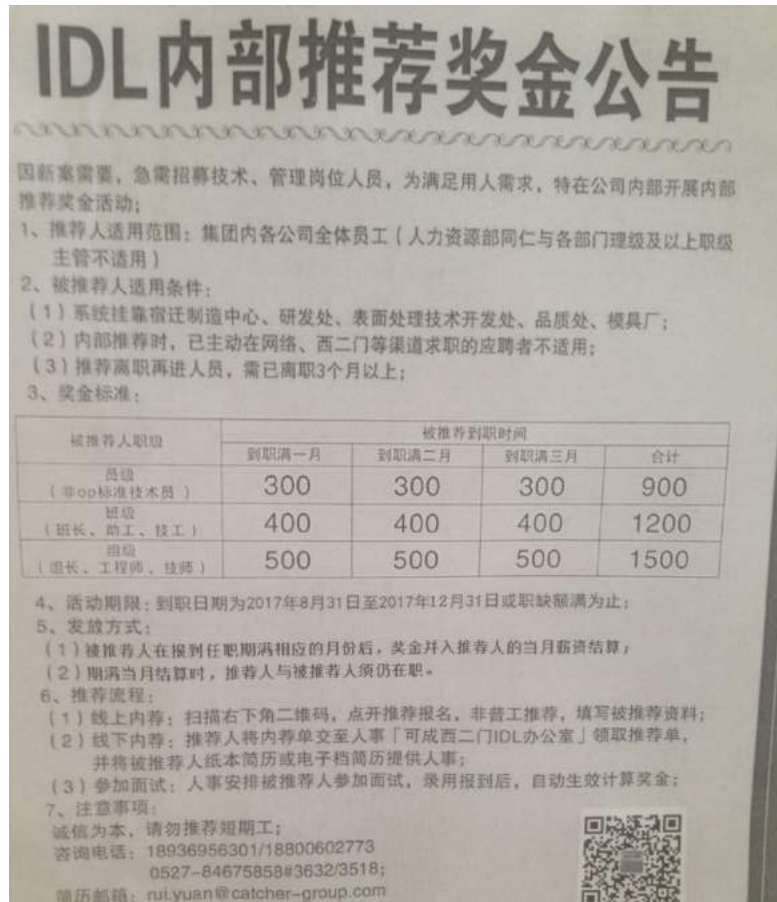 IDL内部推荐奖金公告
因新案需要，急需招募技术、管理岗位人员，为满足用人需求，特在公司内部开展内部
推荐奖金活动；
1、推荐人适用范围：集团内各公司全体员工（人力资源部同仁与各部门理级及以上职级
主管不适用）
2、被推荐人适用条件：
（1）系统挂靠宿迁制造中心、研发处、表面处理技术开发处、品质处、模具厂；
（2）内部推荐时，已主动在网络、西二门等渠道求职的应聘者不适用；
（3）推荐离职再进人员，需已离职3个月以上；
3、奖金标准：
被推荐人职级 被推荐到职时间
到职满一月 到职满二月 到职满三月 合计
员级
（非op标准技术员） 300 300 300 900
班级
（班长、助工、技工） 400 400 400 1200
组级
（组长、工程师、技师） 500 500 500 1500
4、活动期限：到职日期为2017年8月31日至2017年12月31日或职缺额满为止；
5、发放方式：
（1）被推荐人在报到任职期满相应的月份后，奖金并入推荐人的当月薪资结算；
（2）期满当月结算时，推荐人与被推荐人须仍在职。
6、推荐流程：
（1）线上内荐：扫描右下角二维码，点开推荐报名，非普工推荐，填写被推荐资料；
（2）线下内荐：推荐人将内荐单交至人事「可成西二门IDL办公室」领取推荐单，
并将被推荐人纸本简历或电子档简历提供人事；
（3）参加面试：人事安排被推荐人参加面试，录用报到后，自动生效计算奖金；
7、注意事项：
诚信为本，请勿推荐短期工；
咨询电话：18936956301/18800602773
0527-84675858#3632/3518;
简历邮箱：rui.yuan@catcher-group.com